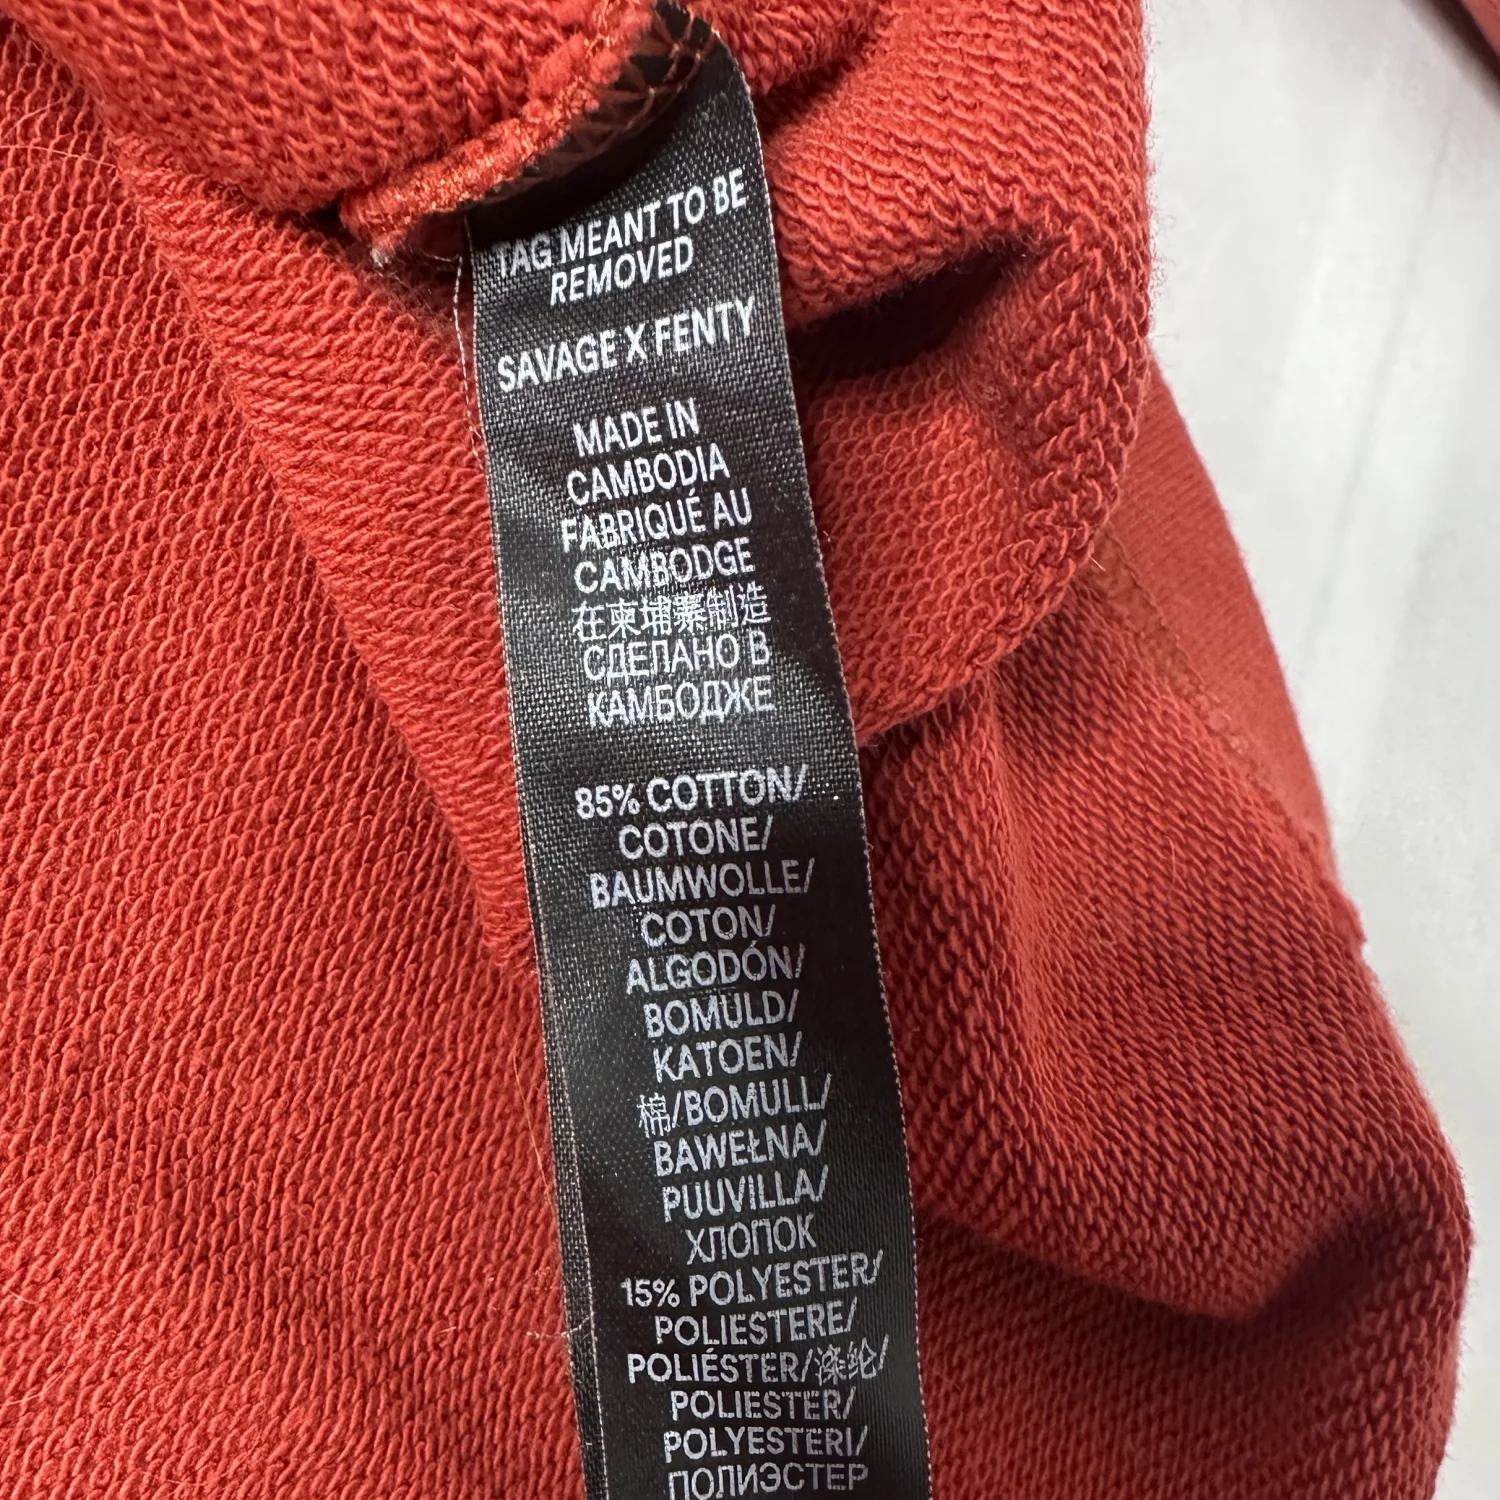 TAG MEANT TO BE
REMOVED
SAVAGE X FENTY
MADE IN
CAMBODIA
FABRIQUÉ AU
CAMBODGE
在柬埔寨制造
СДЕЛАНО В
КАМБОДЖЕ
85% COTTON/
COTONE/
BAUMWOLLE/
COTON/
ALGODÓN/
BOMULD/
KATOEN/
棉/BOMULL/
BAWEŁNA/
PUUVILLA/
ХЛОПОК
15% POLYESTER/
POLIESTERE/
POLIÉSTER/涤纶/
POLIESTER/
POLYESTERI/
ПОЛИЭСТЕР